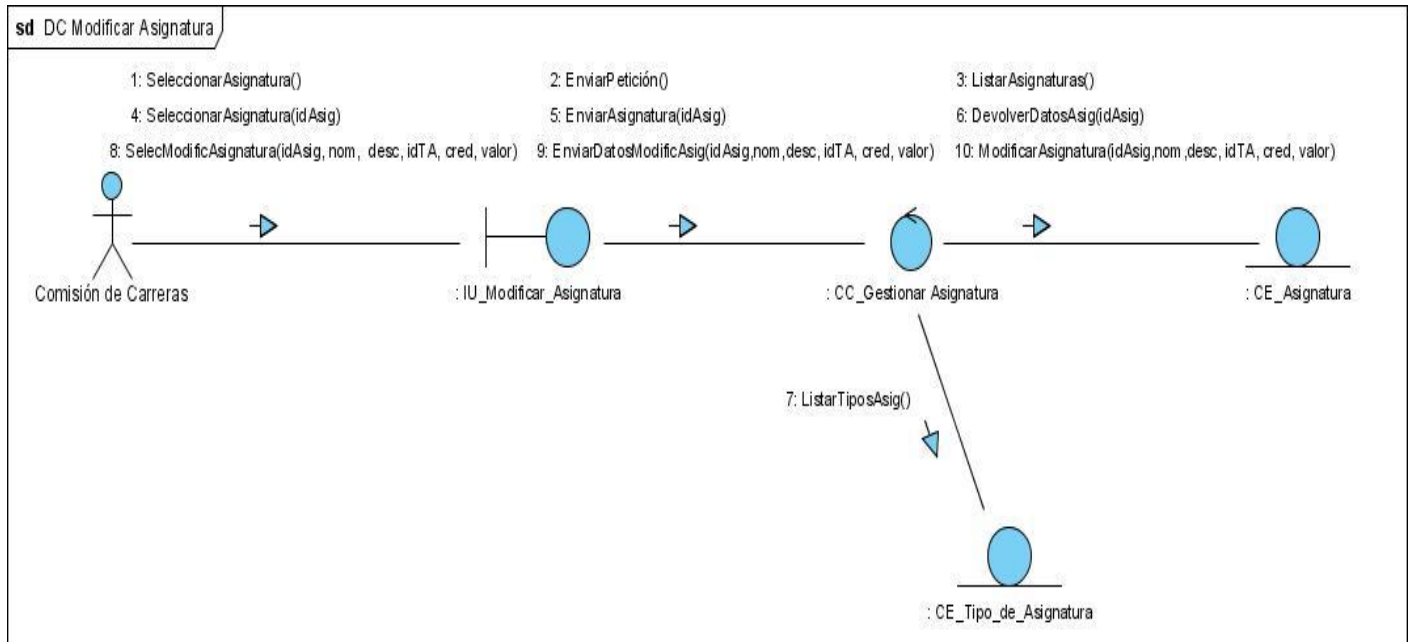 sd DC Modificar Asignatura
1: SeleccionarAsignatura()
2: EnviarPetición()
3: ListarAsignaturas()
4: SeleccionarAsignatura(idAsig)
5: EnviarAsignatura(idAsig)
6: DevolverDatosAsig(idAsig)
8: SelecModificAsignatura(idAsig, nom, desc, idTA, cred, valor)
9: EnviarDatosModificAsig(idAsig,nom,desc, idTA, cred, valor)
10: ModificarAsignatura(idAsig,nom,desc, idTA, cred, valor)
Comisión de Carreras
: IU_Modificar_Asignatura
: CC_Gestionar Asignatura
: CE_Asignatura
7: ListarTiposAsig()
: CE_Tipo_de_Asignatura